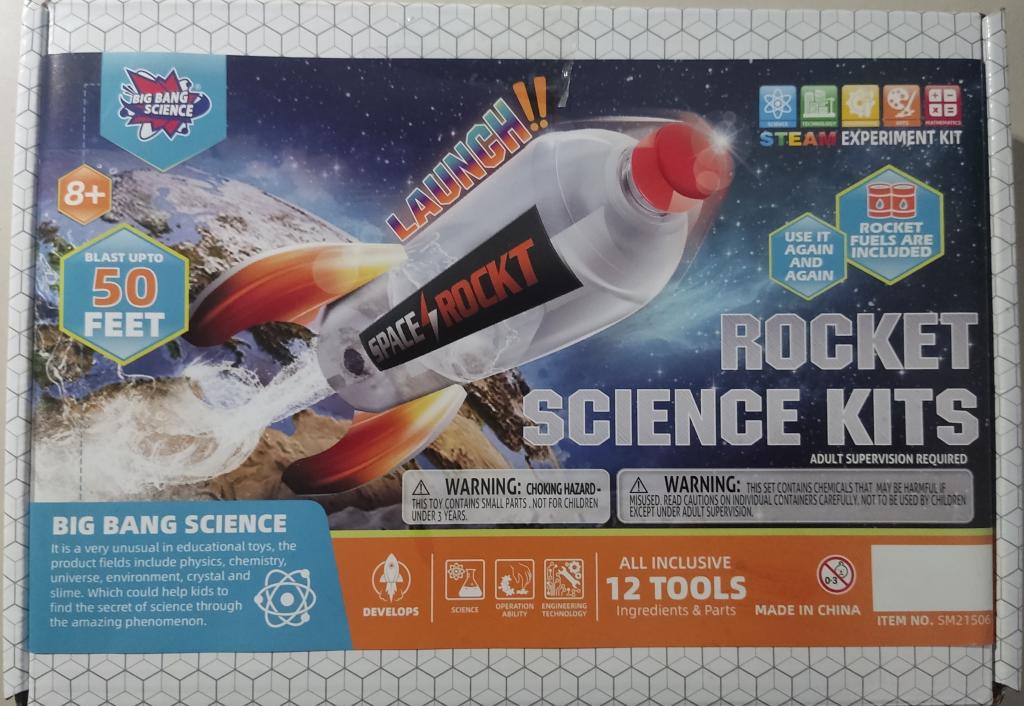 BIG BANG
SCIENCE
8+
BLAST UPTO
50
FEET
LAUNCH!!
SPACE ROCKT
SCIENCE
TECHNOLOGY
ARTS
MATHEMATICS
STEAM EXPERIMENT KIT
ROCKET
FUELS ARE
INCLUDED
USE IT
AGAIN
AND
AGAIN
ROCKET
SCIENCE KITS
ADULT SUPERVISION REQUIRED
WARNING: CHOKING HAZARD -
THIS TOY CONTAINS SMALL PARTS . NOT FOR CHILDREN
UNDER 3 YEARS.
WARNING: THIS SET CONTAINS CHEMICALS THAT MAY BE HARMFUL IF
MISUSED. READ CAUTIONS ON INDIVIDUAL CONTAINERS CAREFULLY. NOT TO BE USED BY CHILDREN
EXCEPT UNDER ADULT SUPERVISION.
BIG BANG SCIENCE
It is a very unusual in educational toys, the
product fields include physics, chemistry,
universe, environment, crystal and
slime. Which could help kids to
find the secret of science through
the amazing phenomenon.
DEVELOPS
SCIENCE
OPERATION
ABILITY
ENGINEERING
TECHNOLOGY
ALL INCLUSIVE
12 TOOLS
Ingredients & Parts
0-3
MADE IN CHINA
ITEM NO. SM21506